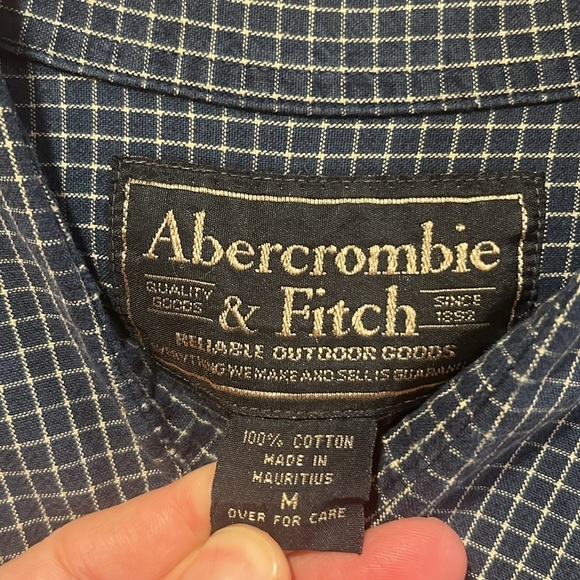 Abercrombie
QUALITY GOODS & Fitch SINCE 1892
RELIABLE OUTDOOR GOODS
EVERYTHING WE MAKE AND SELL IS
100% COTTON
MADE IN
MAURITIUS
M
OVER FOR CARE